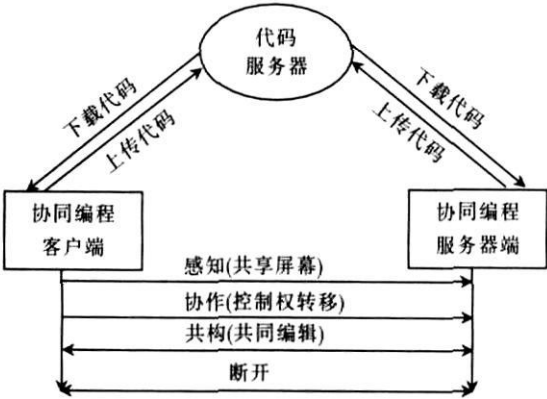 代码
服务器
下载代码
上传代码
下载代码
上传代码
协同编程
客户端
协同编程
服务器端
感知(共享屏幕)
协作(控制权转移)
共构(共同编辑)
断开